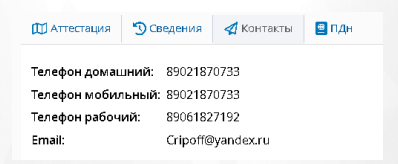 Аттестация Сведения Контакты ПДн
Телефон домашний: 89021870733
Телефон мобильный: 89021870733
Телефон рабочий: 89061827192
Email: Cripoff@yandex.ru